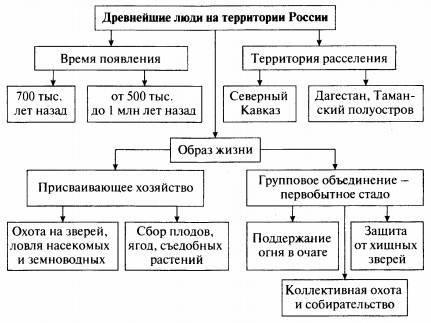 Древнейшие люди на территории России
Время появления
Территория расселения
700 тыс.
лет назад
от 500 тыс.
до 1 млн лет назад
Северный
Кавказ
Дагестан, Таман-
ский полуостров
Образ жизни
Присваивающее хозяйство
Групповое объединение –
первобытное стадо
Охота на зверей,
ловля насекомых
и земноводных
Сбор плодов,
ягод, съедобных
растений
Поддержание
огня в очаге
Защита
от хищных
зверей
Коллективная охота
и собирательство